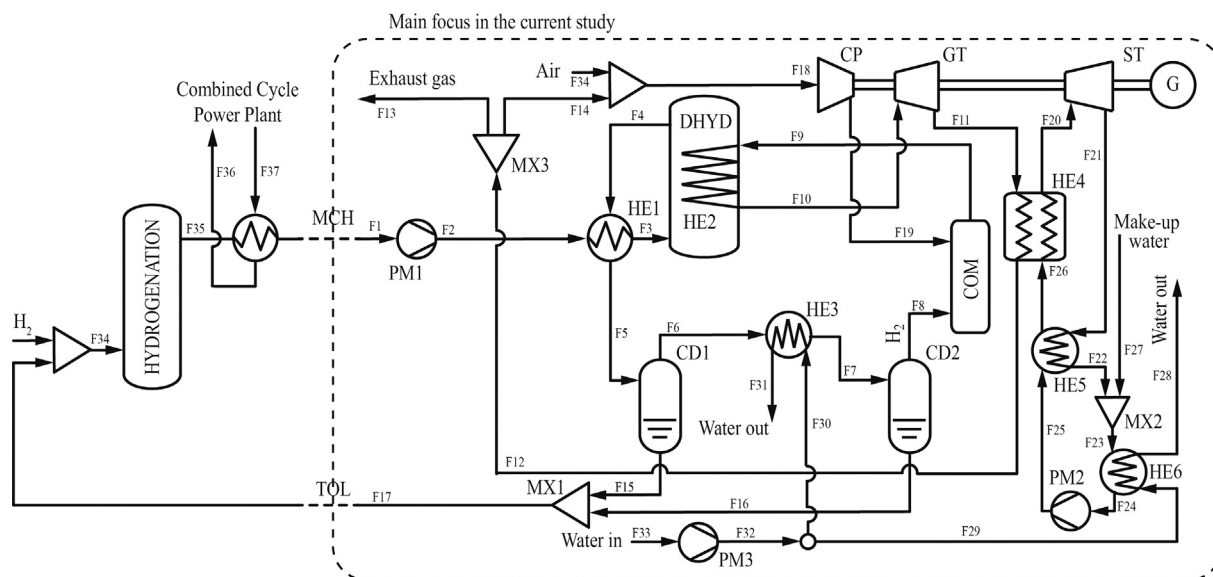 Main focus in the current study
Combined Cycle
Power Plant
Exhaust gas
F13
Air
F34
F14
F18
CP
GT
ST
G
F4
DHYD
F9
F11
F20
F21
MX3
F36
F37
HE2
F10
HE4
HYDROGENATION
F35
MCH
F1
PM1
F2
HE1
F3
F19
COM
F26
Make-up
water
Water out
H2
F34
F5
F6
CD1
HE3
F7
H2
F8
CD2
HE5
F22
F27
F28
F31
Water out
F30
F25
MX2
F23
HE6
F12
TOL
F17
MX1
F15
F16
PM2
F24
Water in
F33
PM3
F32
F29